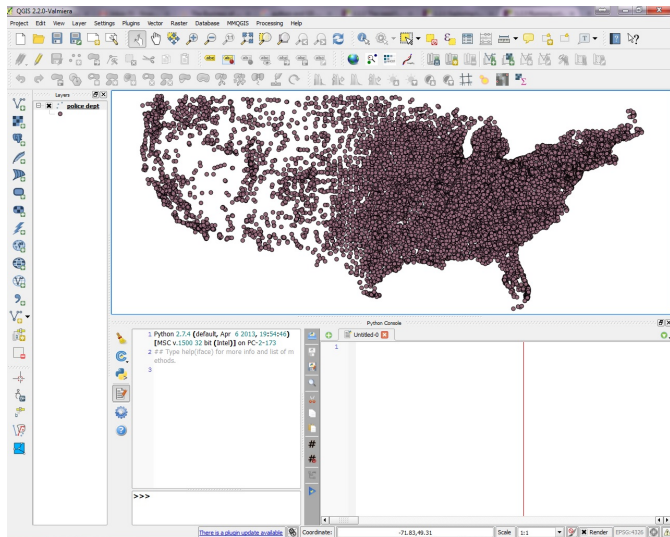 QGIS 2.2.0-Valmiera
Project Edit View Layer Settings Plugins Vector Raster Database MMQGIS Processing Help
Layers
police dept
Python Console
1 Python 2.7.4 (default, Apr 6 2013, 19:54:46)
[MSC v.1500 32 bit (Intel)] on PC-2-173
2 ## Type help(iface) for more info and list of m
ethods.
3
>>>
Untitled-0
1
There is a plugin update available
Coordinate: -71.83,49.31 Scale 1:1 Render EPSG:4326